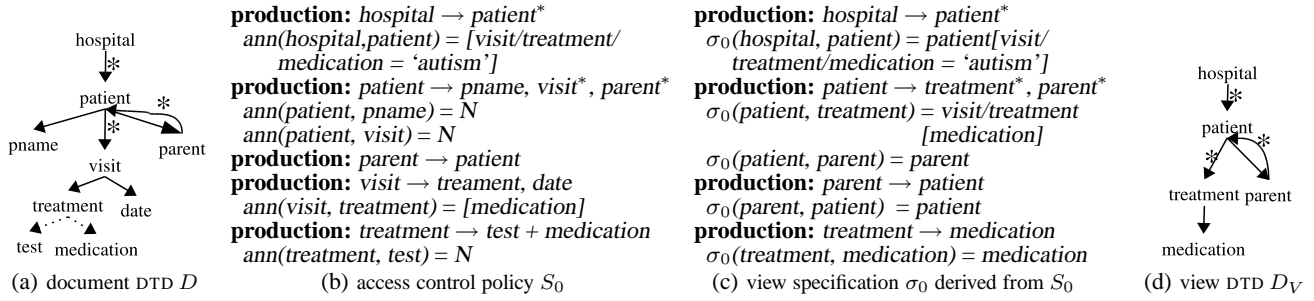 hospital
*
patient
*
*
pname
parent
visit
treatment
date
test
medication
(a) document DTD D
production: hospital → patient*
ann(hospital,patient) = [visit/treatment/
medication = ‘autism’]
production: patient → pname, visit*, parent*
ann(patient, pname) = N
ann(patient, visit) = N
production: parent → patient
production: visit → treament, date
ann(visit, treatment) = [medication]
production: treatment → test + medication
ann(treatment, test) = N
(b) access control policy S₀
production: hospital → patient*
σ₀(hospital, patient) = patient[visit/
treatment/medication = ‘autism’]
production: patient → treatment*, parent*
σ₀(patient, treatment) = visit/treatment
[medication]
σ₀(patient, parent) = parent
production: parent → patient
σ₀(parent, patient) = patient
production: treatment → medication
σ₀(treatment, medication) = medication
(c) view specification σ₀ derived from S₀
hospital
*
patient
*
*
treatment parent
medication
(d) view DTD D_V